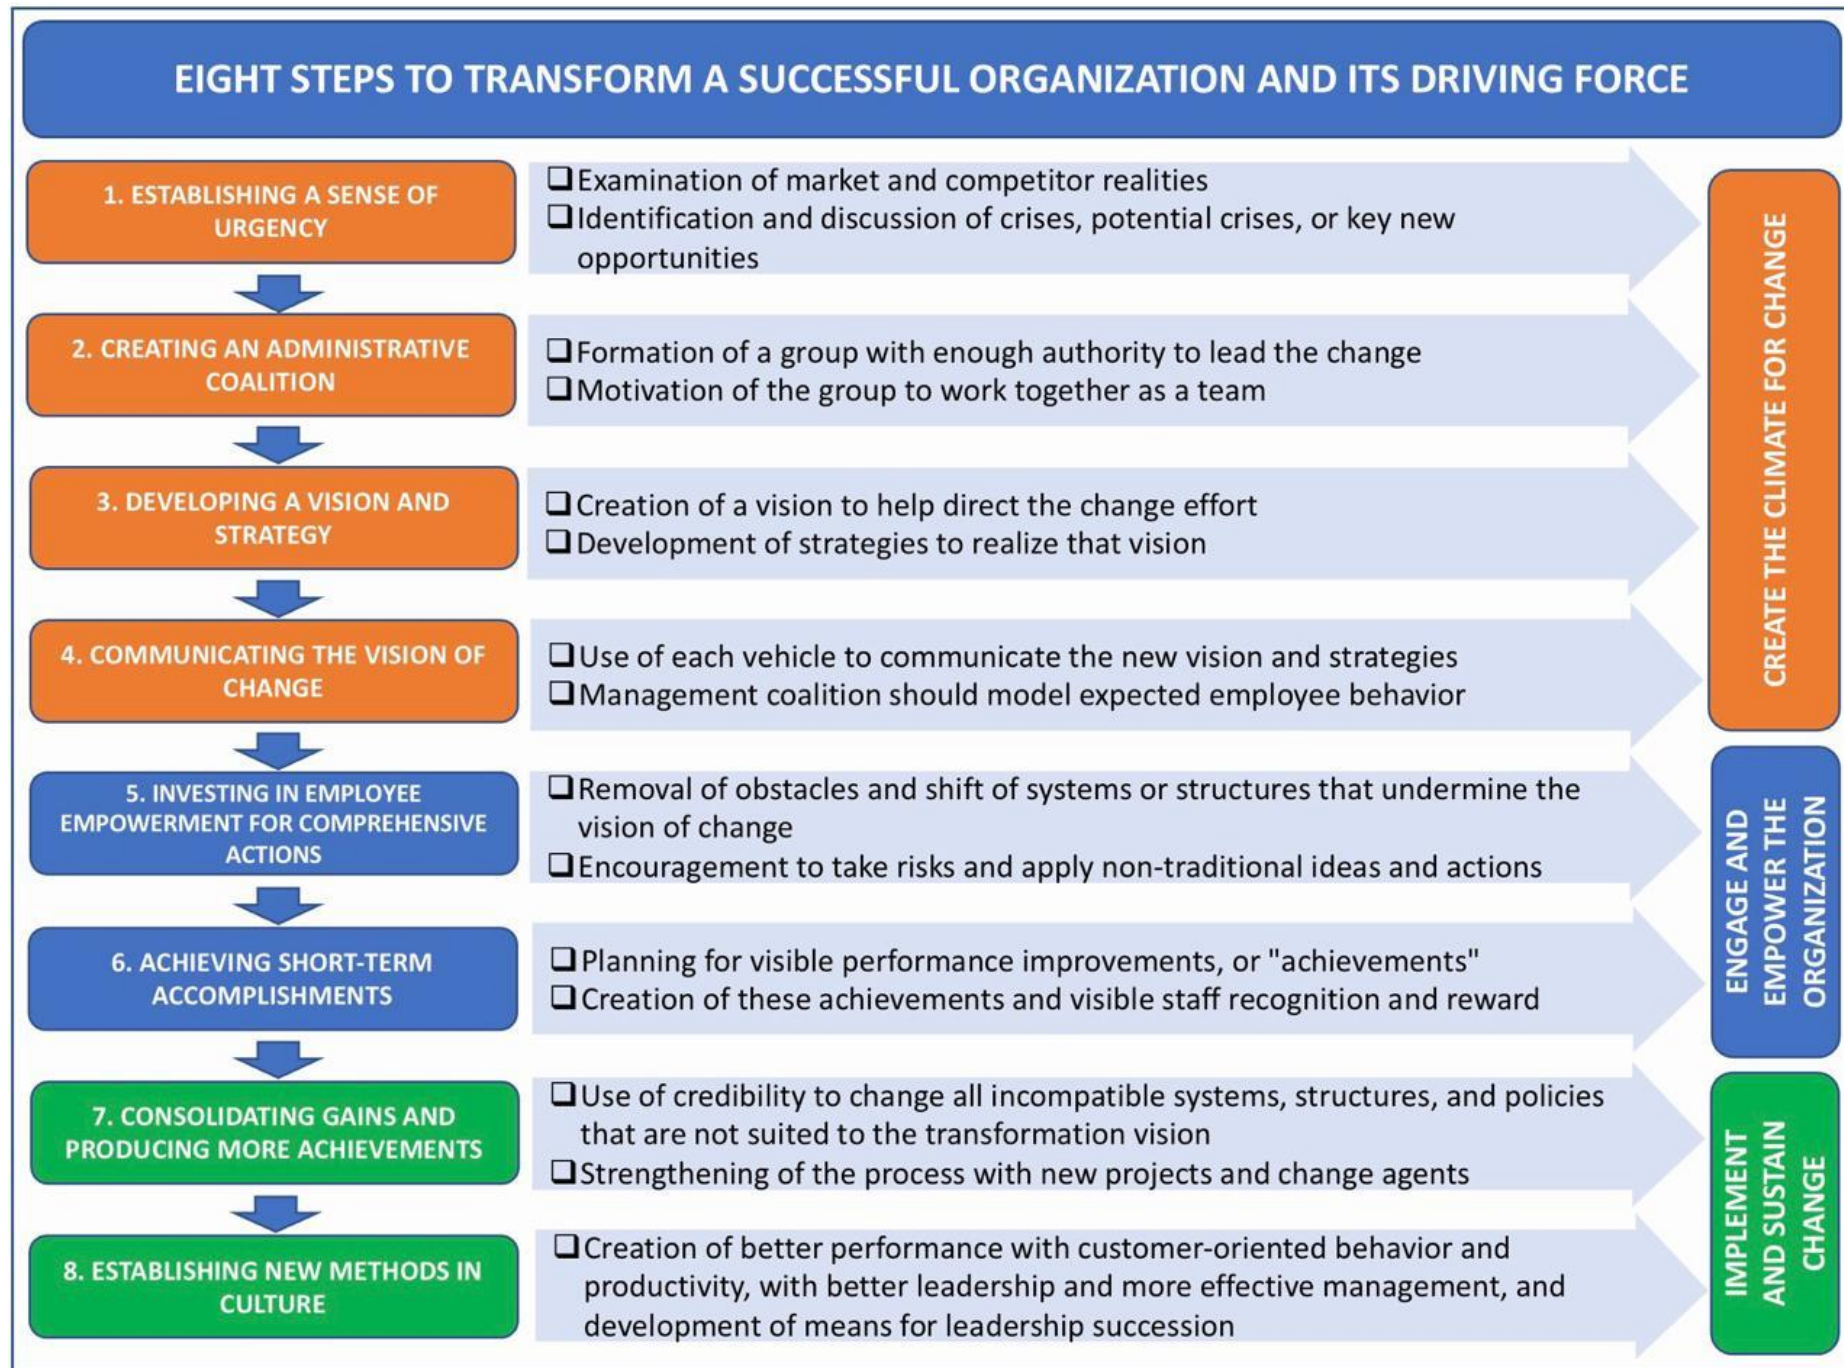 EIGHT STEPS TO TRANSFORM A SUCCESSFUL ORGANIZATION AND ITS DRIVING FORCE
1. ESTABLISHING A SENSE OF
URGENCY
❑Examination of market and competitor realities
❑Identification and discussion of crises, potential crises, or key new
opportunities
2. CREATING AN ADMINISTRATIVE
COALITION
❑Formation of a group with enough authority to lead the change
❑Motivation of the group to work together as a team
3. DEVELOPING A VISION AND
STRATEGY
❑Creation of a vision to help direct the change effort
❑Development of strategies to realize that vision
4. COMMUNICATING THE VISION OF
CHANGE
❑Use of each vehicle to communicate the new vision and strategies
❑Management coalition should model expected employee behavior
CREATE THE CLIMATE FOR CHANGE
5. INVESTING IN EMPLOYEE
EMPOWERMENT FOR COMPREHENSIVE
ACTIONS
❑Removal of obstacles and shift of systems or structures that undermine the
vision of change
❑Encouragement to take risks and apply non-traditional ideas and actions
6. ACHIEVING SHORT-TERM
ACCOMPLISHMENTS
❑Planning for visible performance improvements, or "achievements"
❑Creation of these achievements and visible staff recognition and reward
ENGAGE AND
EMPOWER THE
ORGANIZATION
7. CONSOLIDATING GAINS AND
PRODUCING MORE ACHIEVEMENTS
❑Use of credibility to change all incompatible systems, structures, and policies
that are not suited to the transformation vision
❑Strengthening of the process with new projects and change agents
8. ESTABLISHING NEW METHODS IN
CULTURE
❑Creation of better performance with customer-oriented behavior and
productivity, with better leadership and more effective management, and
development of means for leadership succession
IMPLEMENT
AND SUSTAIN
CHANGE